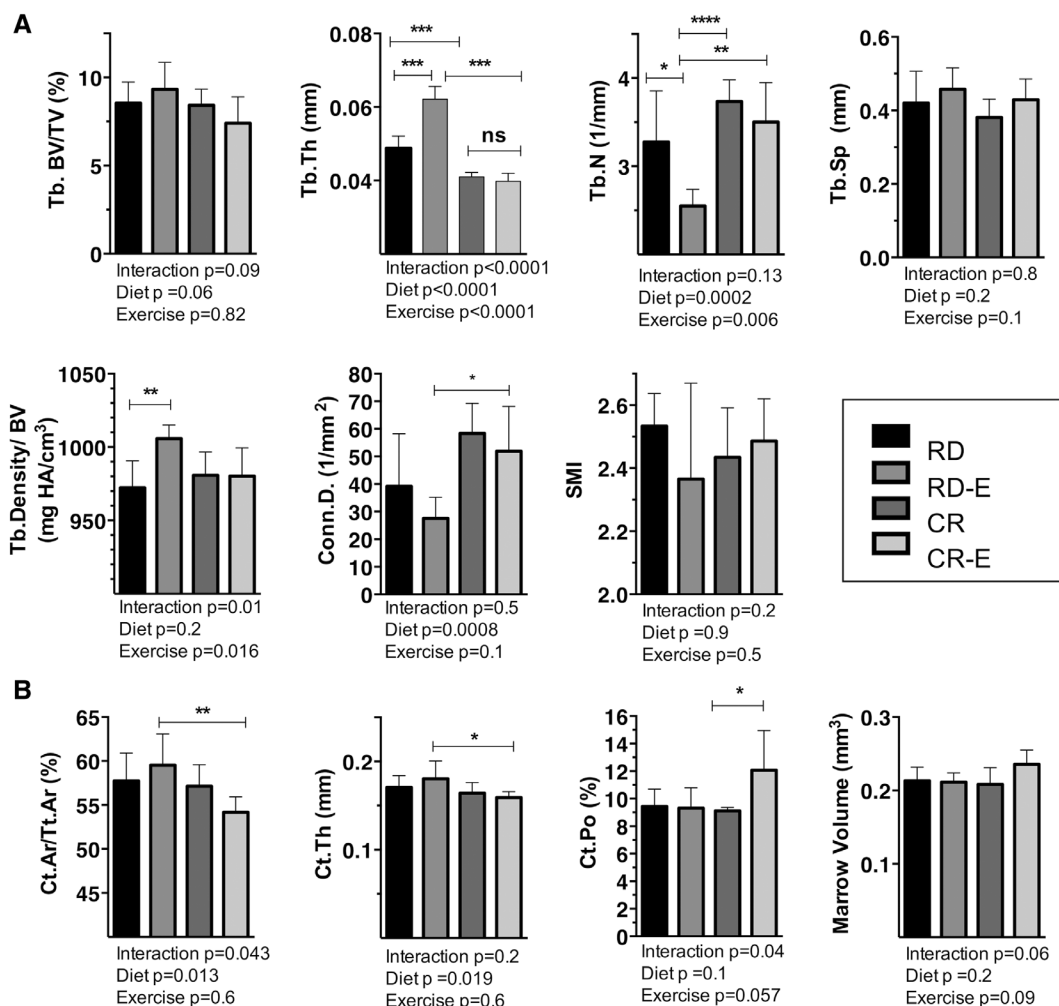 A
Tb. BV/TV (%)
10
5
0
Interaction p=0.09
Diet p =0.06
Exercise p=0.82
Tb.Th (mm)
0.06
0.04
***
***
***
ns
Interaction p<0.0001
Diet p<0.0001
Exercise p<0.0001
Tb.N (1/mm)
4
3
****
**
*
Interaction p=0.13
Diet p=0.0002
Exercise p=0.006
Tb.Sp (mm)
0.6
0.4
0.2
0.0
Interaction p=0.8
Diet p =0.2
Exercise p=0.1
Tb.Density/ BV
(mg HA/cm³)
1050
1000
950
**
Interaction p=0.01
Diet p=0.2
Exercise p=0.016
Conn.D. (1/mm²)
80
70
60
50
40
30
20
10
0
*
Interaction p=0.5
Diet p=0.0008
Exercise p=0.1
SMI
2.6
2.4
2.2
2.0
Interaction p=0.2
Diet p =0.9
Exercise p=0.5
RD
RD-E
CR
CR-E
B
Ct.Ar/Tt.Ar (%)
65
60
55
50
45
**
Interaction p=0.043
Diet p=0.013
Exercise p=0.6
Ct.Th (mm)
0.2
0.1
*
Interaction p=0.2
Diet p=0.019
Exercise p=0.6
Ct.Po (%)
16
14
12
10
8
6
4
2
0
*
Interaction p=0.04
Diet p=0.1
Exercise p=0.057
Marrow Volume (mm³)
0.3
0.2
0.1
Interaction p=0.06
Diet p =0.2
Exercise p=0.09